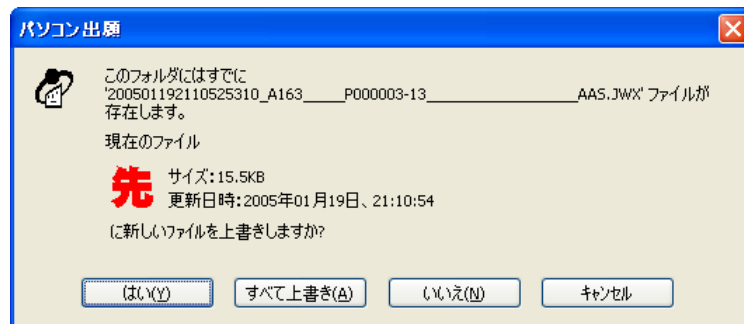 パソコン出願
このフォルダにはすでに
'200501192110525310_A163_____P000003-13__________________AAS.JWX' ファイルが
存在します。
現在のファイル
先
サイズ:15.5KB
更新日時:2005年01月19日、21:10:54
に新しいファイルを上書きしますか?
はい(Y) すべて上書き(A) いいえ(N) キャンセル